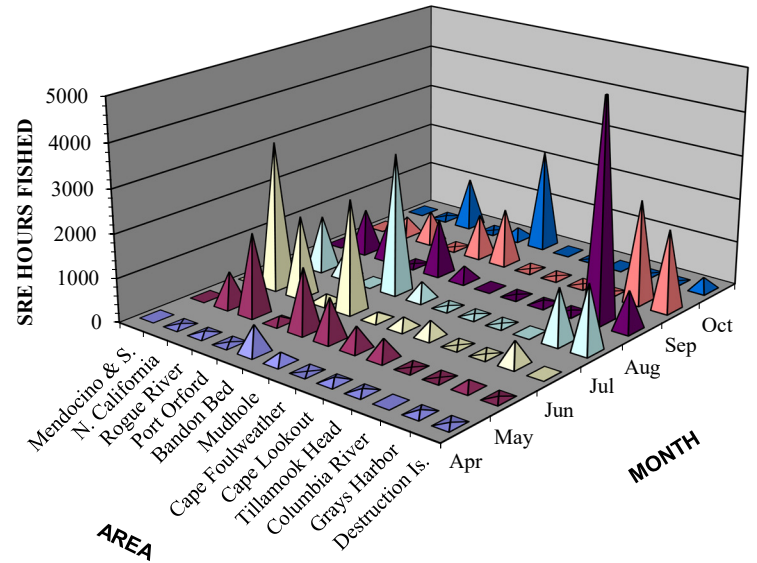 SRE HOURS FISHED
5000
4000
3000
2000
1000
0
Mendocino & S.
N. California
Rogue River
Port Orford
Bandon Bed
Mudhole
Cape Foulweather
Cape Lookout
Tillamook Head
Columbia River
Grays Harbor
Destruction Is.
AREA
Apr
May
Jun
Jul
Aug
Sep
Oct
MONTH